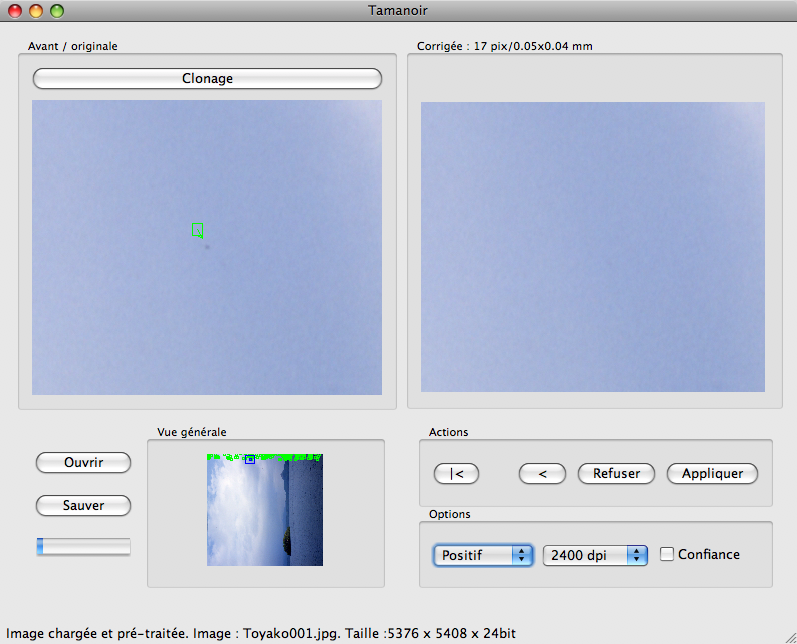 Tamanoir
Avant / originale
Corrigée : 17 pix/0.05x0.04 mm
Clonage
Vue générale
Actions
Ouvrir
|<
<
Refuser
Appliquer
Sauver
Options
Positif
2400 dpi
Confiance
Image chargée et pré-traitée. Image : Toyako001.jpg. Taille :5376 x 5408 x 24bit